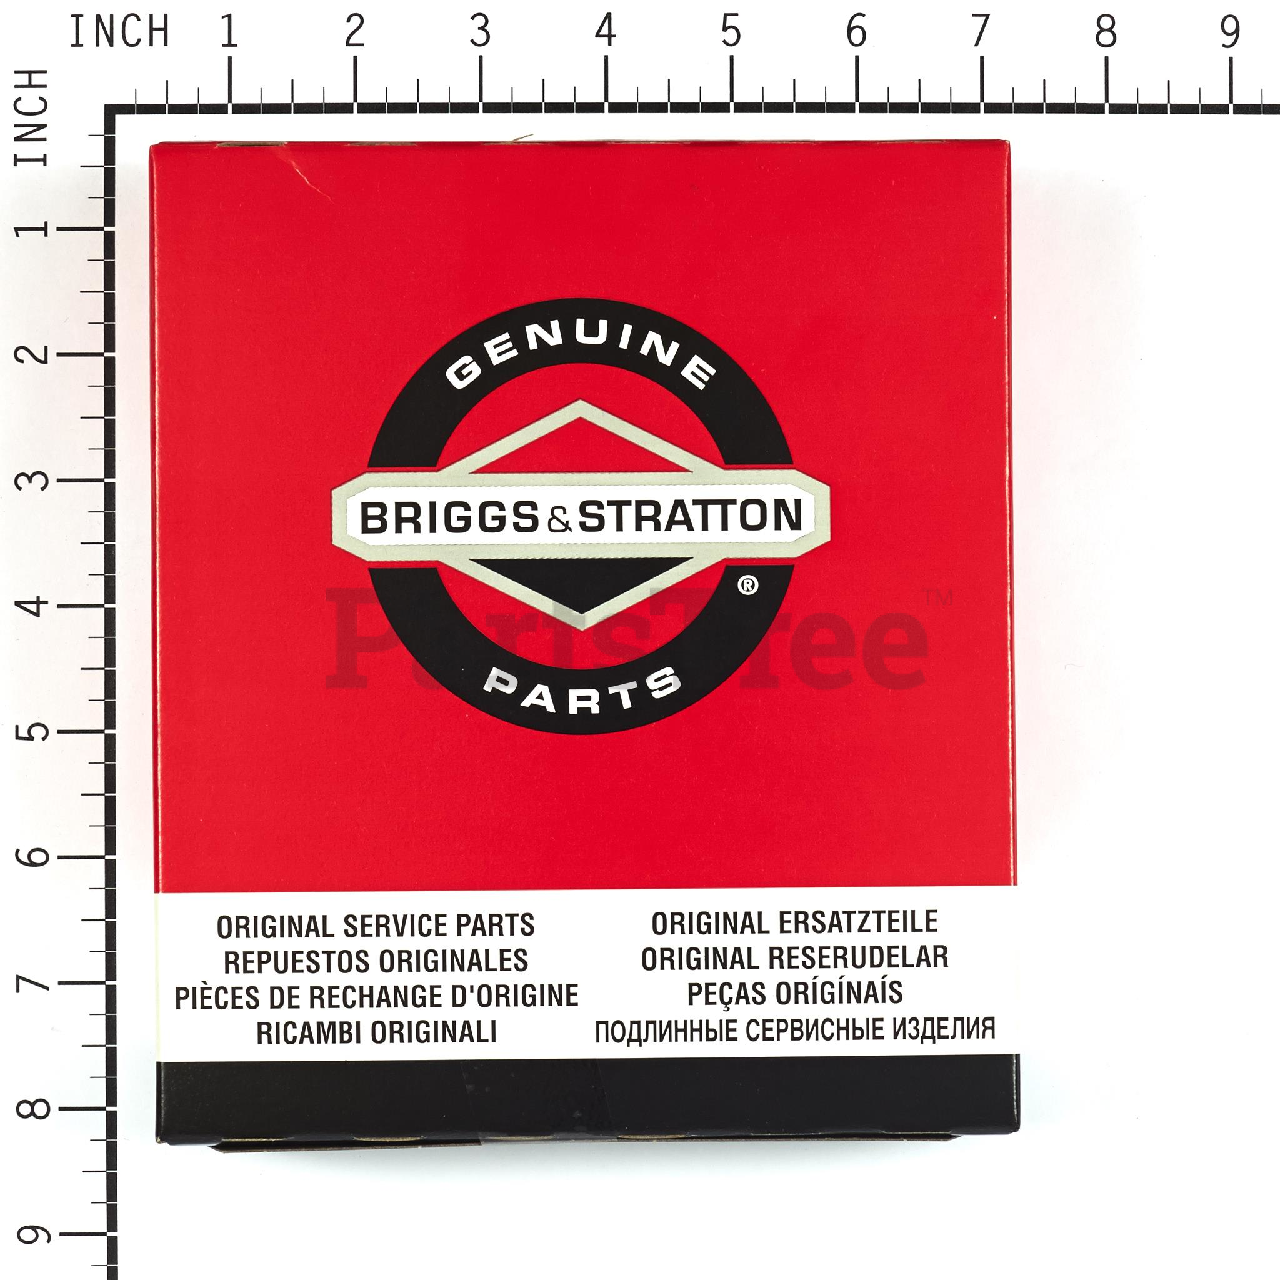 INCH 1 2 3 4 5 6 7 8 9
INCH 1 2 3 4 5 6 7 8 9
GENUINE
BRIGGS & STRATTON
®
PartsTree™
PARTS
ORIGINAL SERVICE PARTS
REPUESTOS ORIGINALES
PIÈCES DE RECHANGE D'ORIGINE
RICAMBI ORIGINALI
ORIGINAL ERSATZTEILE
ORIGINAL RESERUDELAR
PEÇAS ORÍGÍNAÍS
ПОДЛИННЫЕ СЕРВИСНЫЕ ИЗДЕЛИЯ